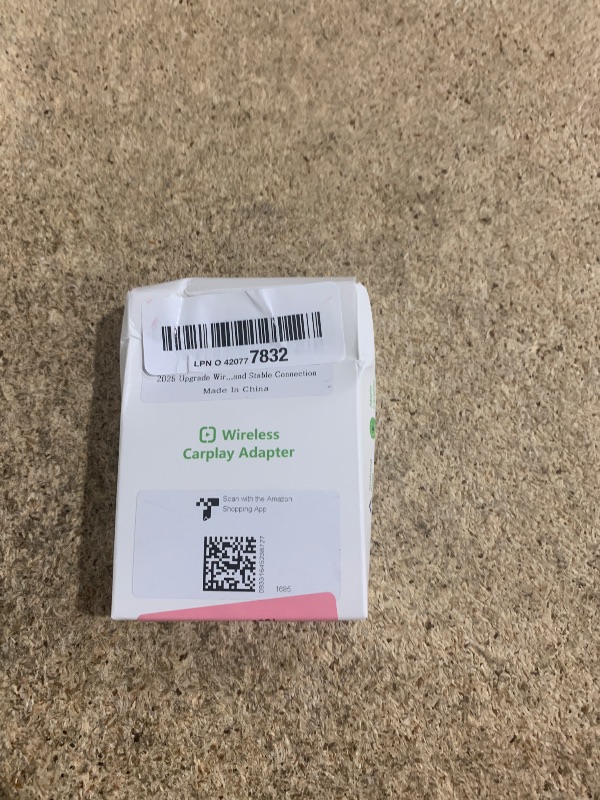 LPN O 42077 7832
2025 Upgrade Wir...and Stable Connection
Made In China
Wireless
Carplay Adapter
Scan with the Amazon
Shopping App
1685